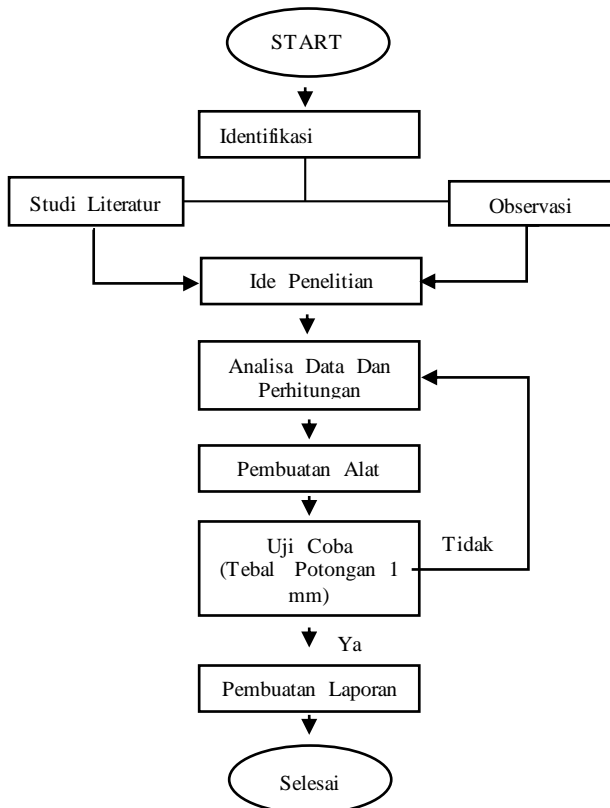 START
Identifikasi
Studi Literatur
Observasi
Ide Penelitian
Analisa Data Dan
Perhitungan
Pembuatan Alat
Uji Coba
(Tebal Potongan 1
mm)
Tidak
Ya
Pembuatan Laporan
Selesai